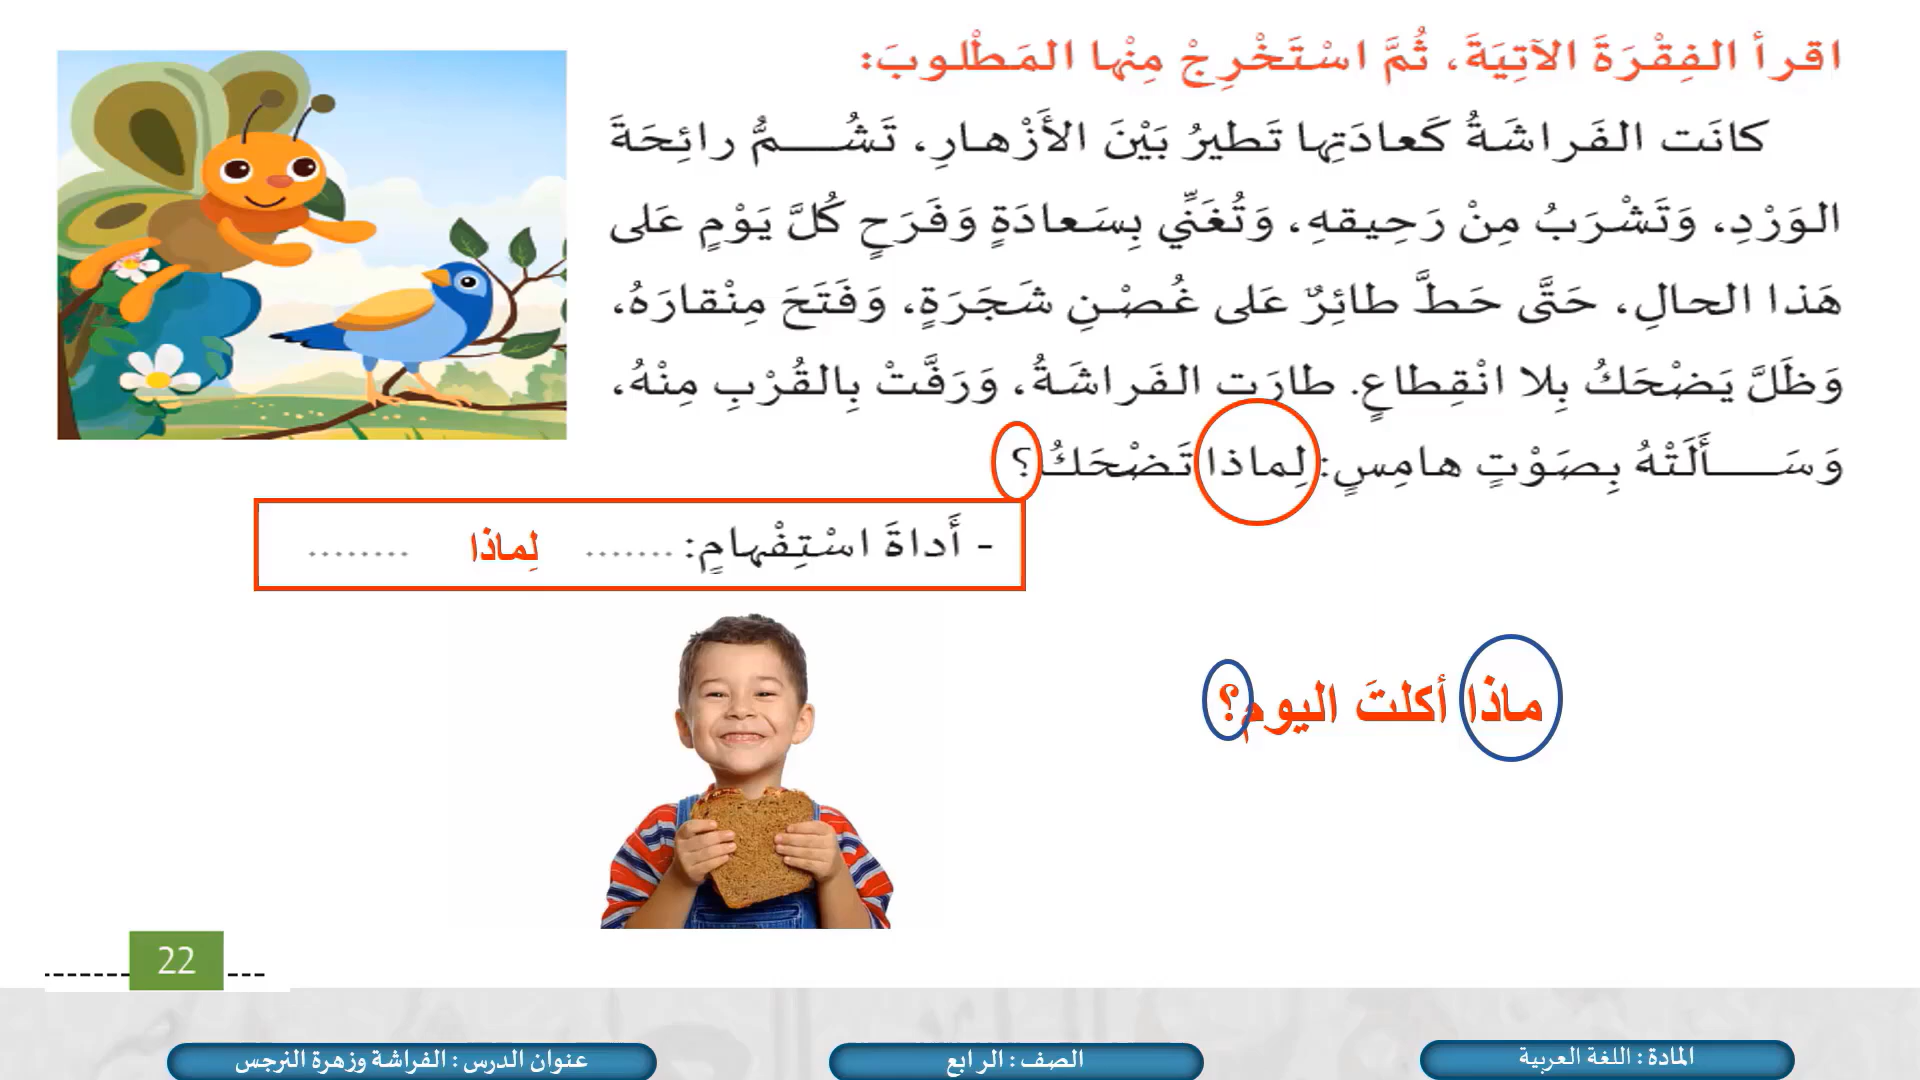 اقرأ الفِقْرَةَ الآتِيَةَ، ثُمَّ اسْتَخْرِجْ مِنْها المَطْلوبَ:
كانَت الفَراشَةُ كَعادَتِها تَطيرُ بَيْنَ الأَزْهارِ، تَشُمُّ رائِحَةَ
الوَرْدِ، وَتَشْرَبُ مِنْ رَحِيقهِ، وَتُغَنِّي بِسَعادَةٍ وَفَرَحٍ كُلَّ يَوْمٍ عَلى
هَذا الحالِ، حَتَّى حَطَّ طائِرٌ عَلى غُصْنِ شَجَرَةٍ، وَفَتَحَ مِنْقارَهُ،
وَظَلَّ يَضْحَكُ بِلا انْقِطاعٍ. طارَت الفَراشَةُ، وَرَفَّتْ بِالقُرْبِ مِنْهُ،
وَسَأَلَتْهُ بِصَوْتٍ هامِسٍ: لِماذا تَضْحَكُ؟
- أَداةَ اسْتِفْهامٍ: ....... لِماذا ........
ماذا أكلتَ اليوم؟
22
المادة : اللغة العربية
الصف : الرابع
عنوان الدرس : الفراشة وزهرة النرجس